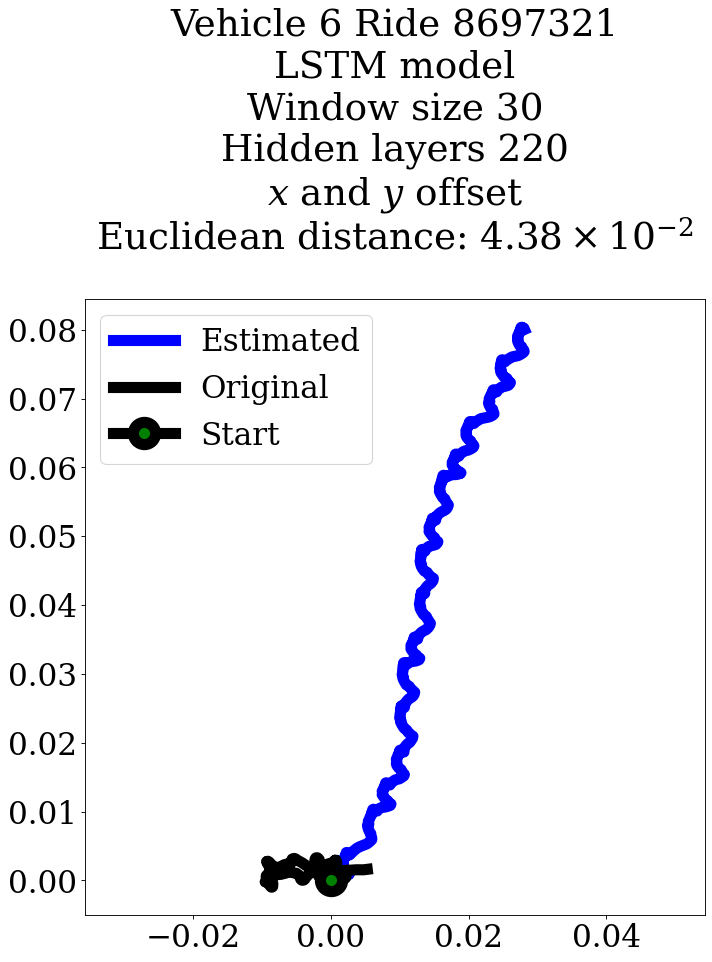 Vehicle 6 Ride 8697321
LSTM model
Window size 30
Hidden layers 220
x and y offset
Euclidean distance: 4.38 × 10⁻²
Estimated
Original
Start
0.08
0.07
0.06
0.05
0.04
0.03
0.02
0.01
0.00
−0.02 0.00 0.02 0.04